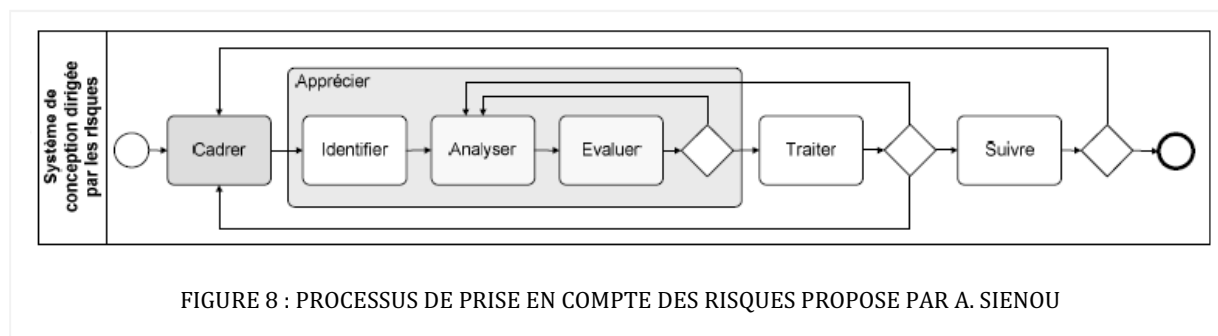 Système de
conception dirigée
par les risques
Apprécier
Cadrer
Identifier
Analyser
Evaluer
Traiter
Suivre
FIGURE 8 : PROCESSUS DE PRISE EN COMPTE DES RISQUES PROPOSE PAR A. SIENOU